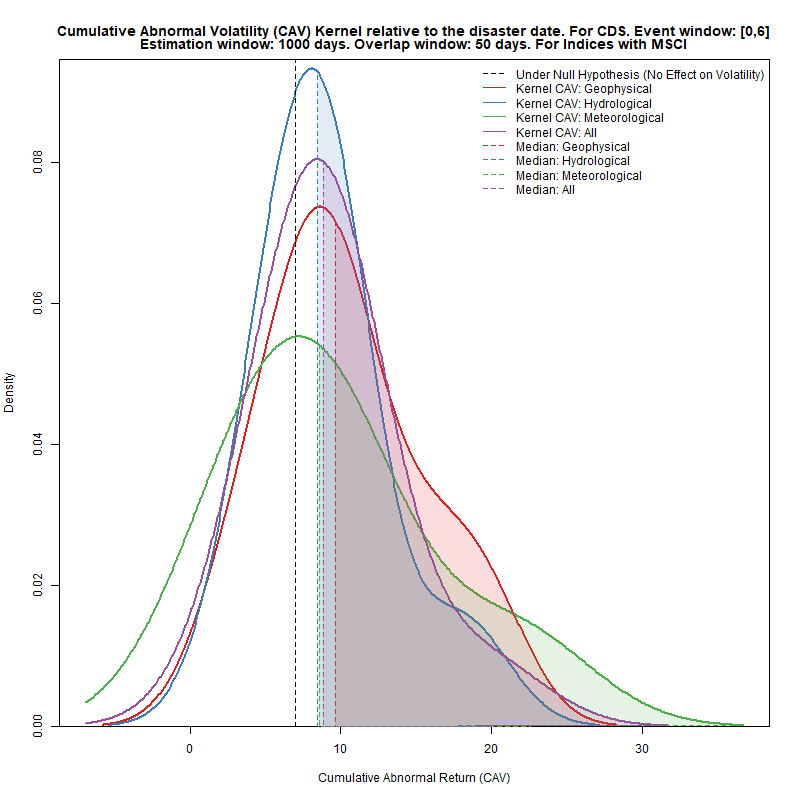 Cumulative Abnormal Volatility (CAV) Kernel relative to the disaster date. For CDS. Event window: [0,6]
Estimation window: 1000 days. Overlap window: 50 days. For Indices with MSCI
Under Null Hypothesis (No Effect on Volatility)
Kernel CAV: Geophysical
Kernel CAV: Hydrological
Kernel CAV: Meteorological
Kernel CAV: All
Median: Geophysical
Median: Hydrological
Median: Meteorological
Median: All
Density
0.08
0.06
0.04
0.02
0.00
0
10
20
30
Cumulative Abnormal Return (CAV)